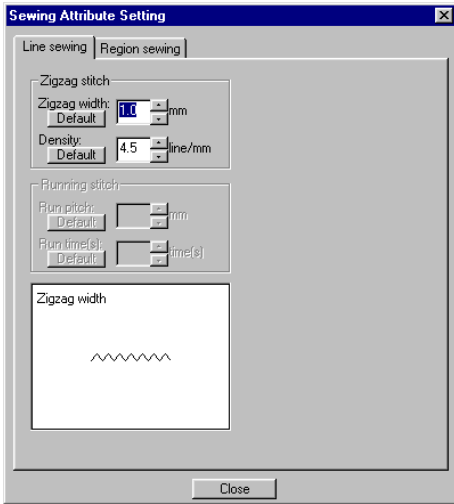 Sewing Attribute Setting
Line sewing Region sewing
Zigzag stitch
Zigzag width:
Default 1.0 mm
Density:
Default 4.5 line/mm
Running stitch
Run pitch:
Default mm
Run time(s):
Default time(s)
Zigzag width
Close